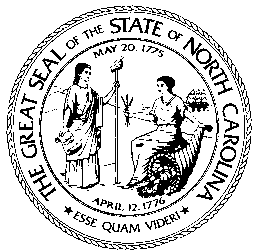 THE GREAT SEAL OF THE STATE OF NORTH CAROLINA
MAY 20, 1775
APRIL 12, 1776
★ ESSE QUAM VIDERI ★